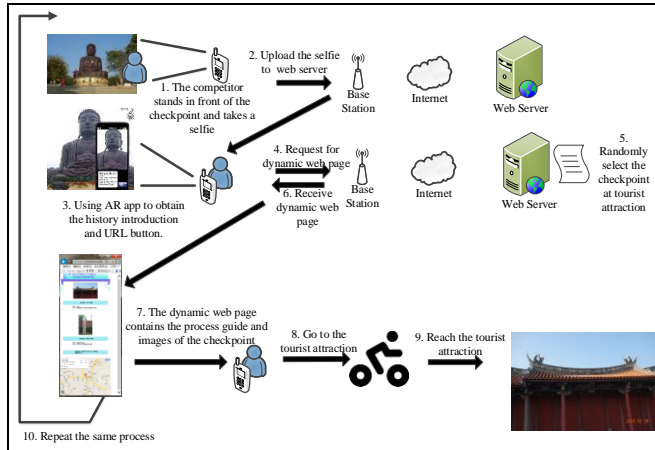 2. Upload the selfie
to web server
Base
Station
Internet
Web Server
1. The competitor
stands in front of the
checkpoint and takes a
selfie
4. Request for
dynamic web page
6. Receive
dynamic web
page
Base
Station
Internet
Web Server
5.
Randomly
select the
checkpoint
at tourist
attraction
3. Using AR app to obtain
the history introduction
and URL button.
7. The dynamic web page
contains the process guide and
images of the checkpoint
8. Go to the
tourist attraction
9. Reach the tourist
attraction
10. Repeat the same process